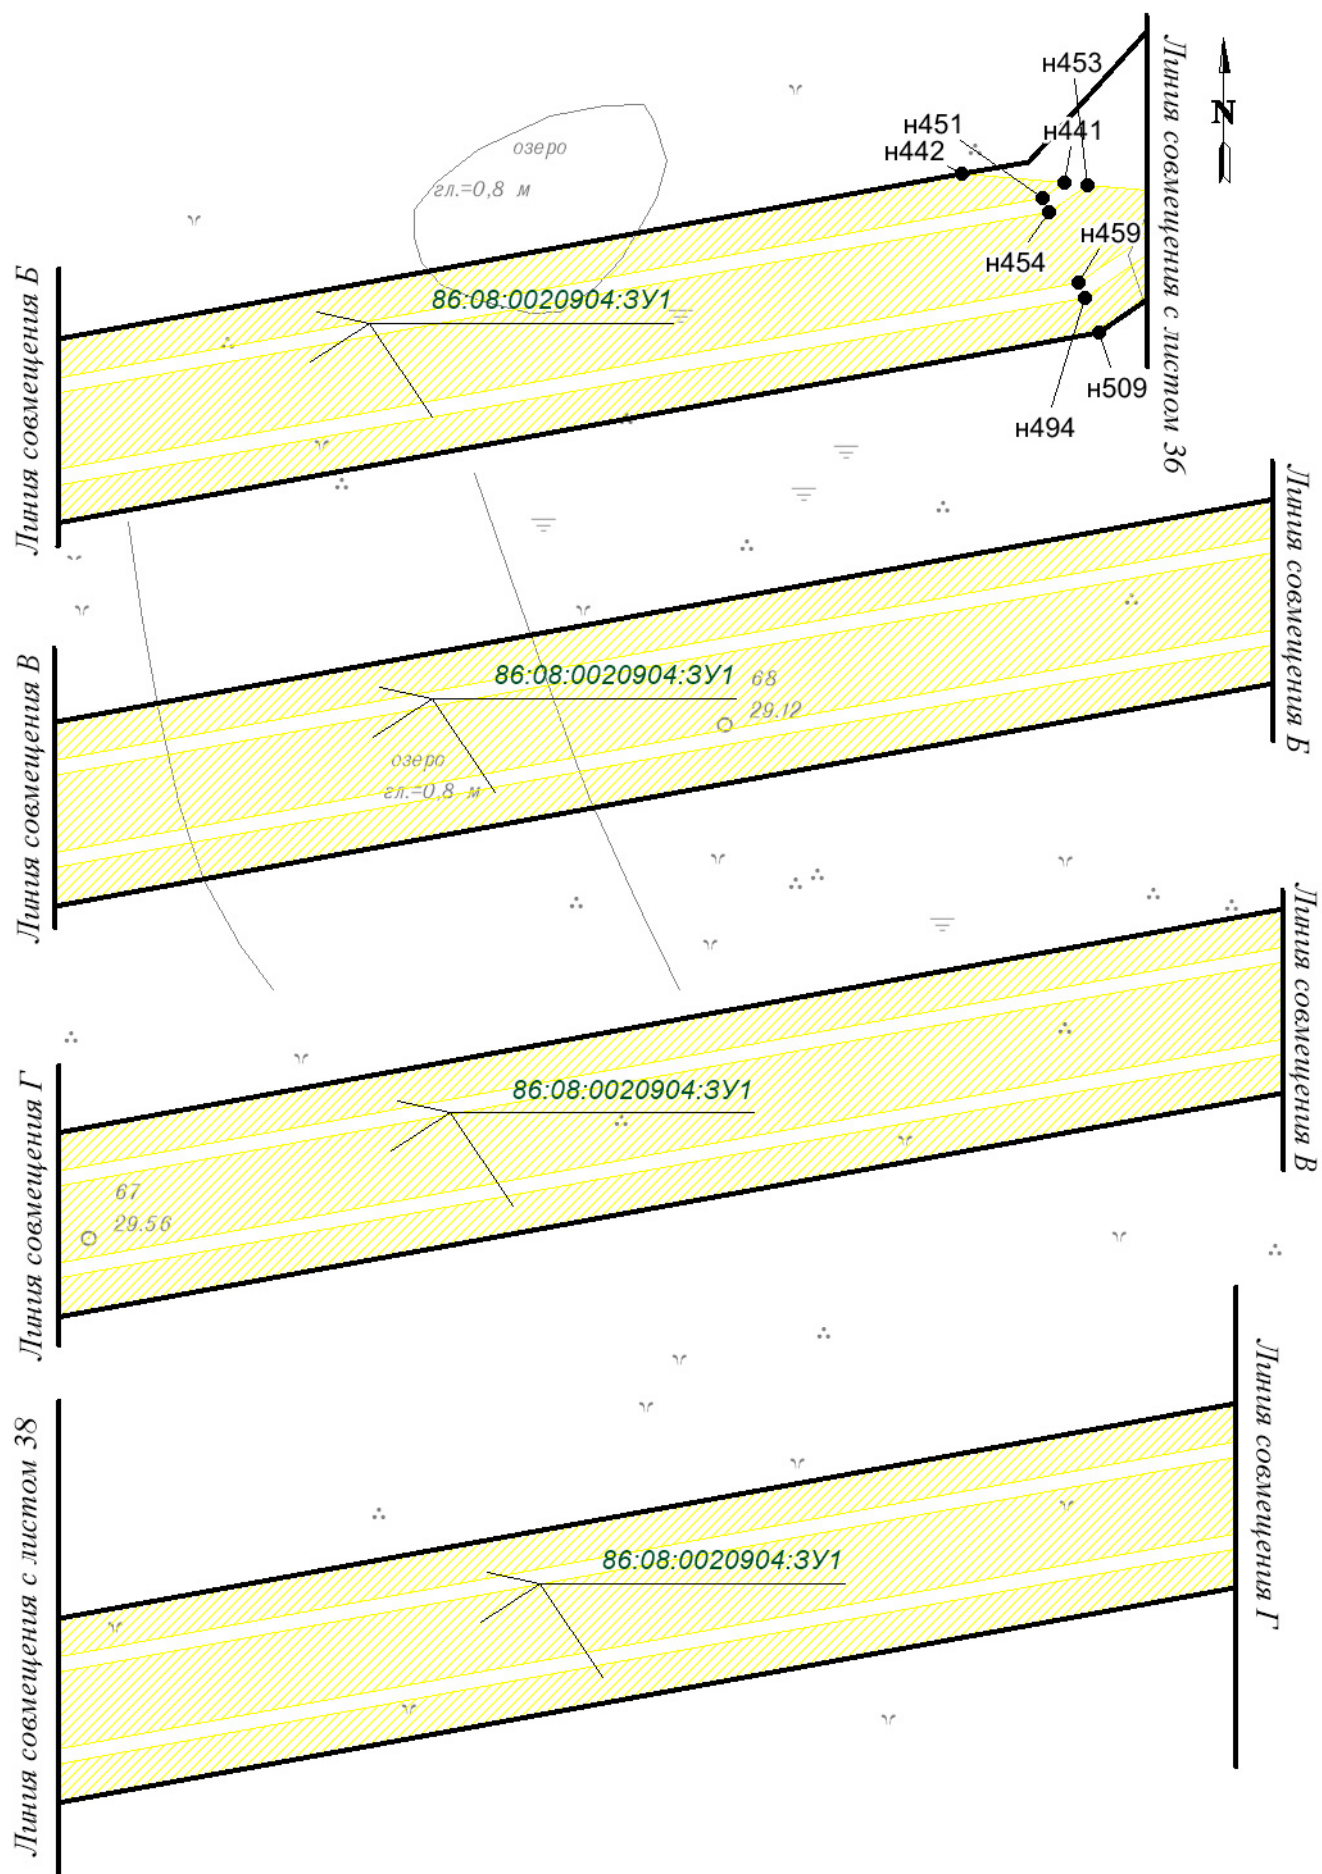 Линия совмещения с листом 36
N
н453
н451
н441
н442
озеро
гл.=0,8 м
н459
н454
86:08:0020904:ЗУ1
Линия совмещения Б
н509
н494
Линия совмещения Б
86:08:0020904:ЗУ1
68
29.12
озеро
гл.=0,8 м
Линия совмещения В
Линия совмещения В
86:08:0020904:ЗУ1
67
29.56
Линия совмещения Г
Линия совмещения Г
86:08:0020904:ЗУ1
Линия совмещения с листом 38